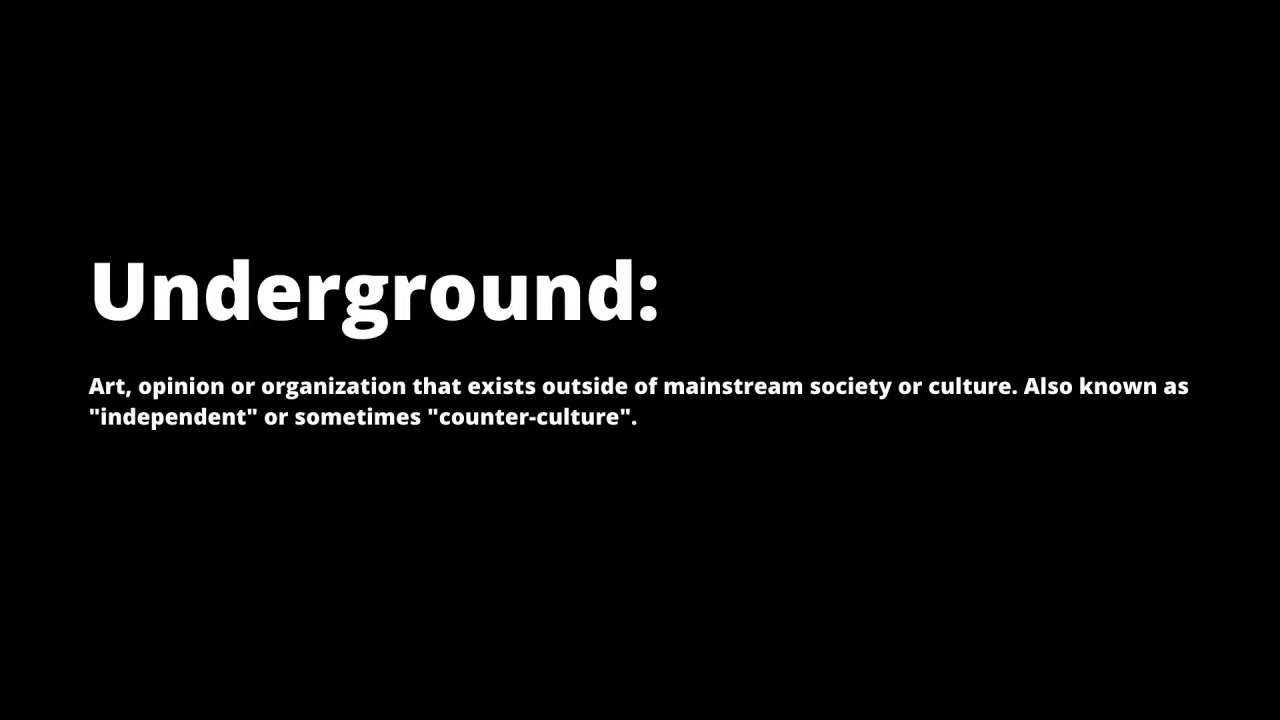 Underground:
Art, opinion or organization that exists outside of mainstream society or culture. Also known as
"independent" or sometimes "counter-culture".